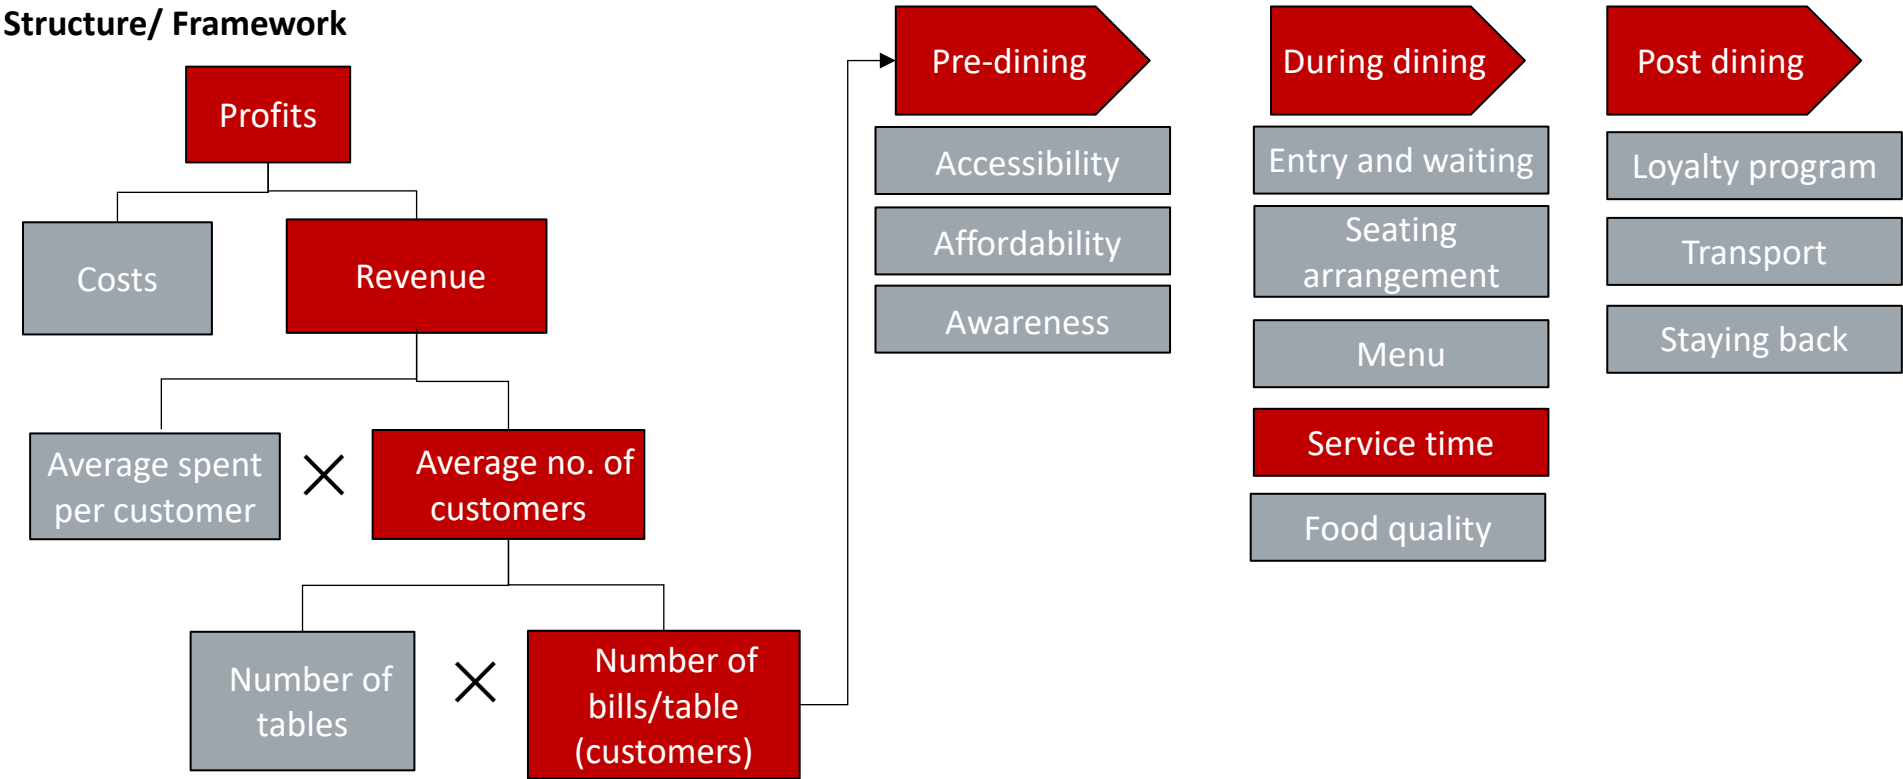 Structure/ Framework
Profits
Costs
Revenue
Average spent
per customer
Average no. of
customers
Number of
tables
Number of
bills/table
(customers)
Pre-dining
Accessibility
Affordability
Awareness
During dining
Entry and waiting
Seating
arrangement
Menu
Service time
Food quality
Post dining
Loyalty program
Transport
Staying back